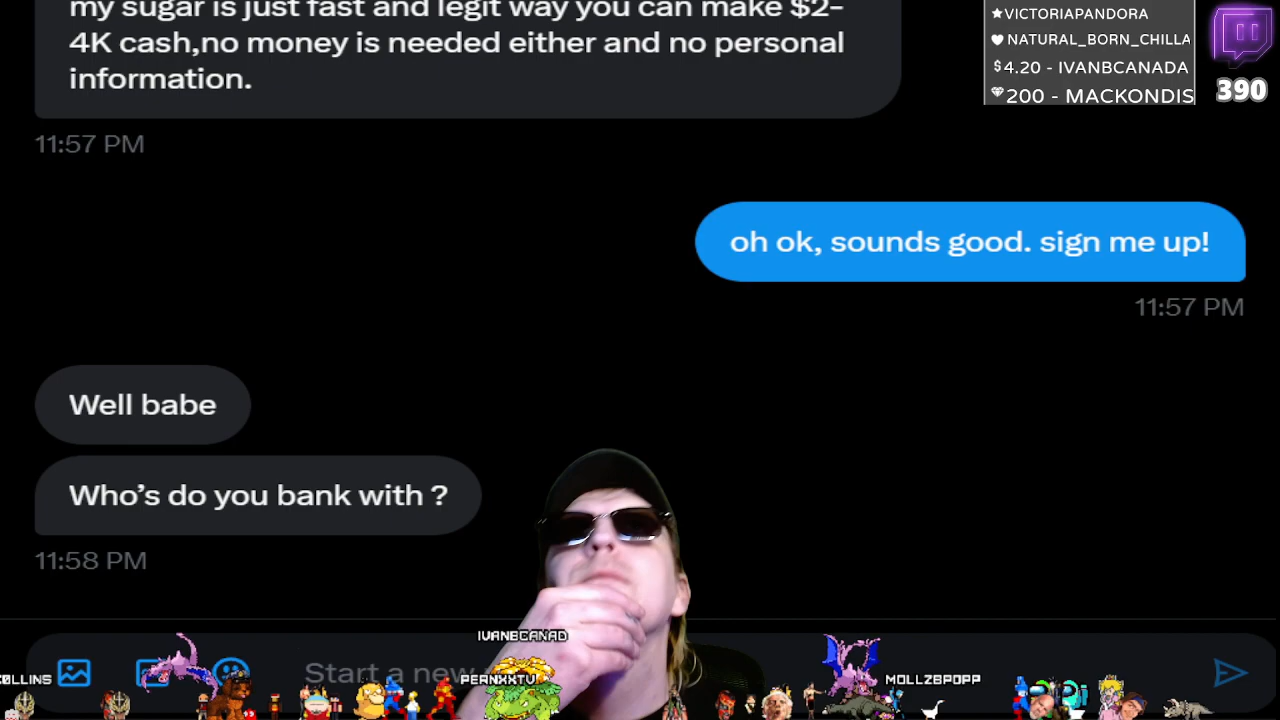 my sugar is just fast and legit way you can make $2-
4K cash,no money is needed either and no personal
information.
11:57 PM
★VICTORIAPANDORA
NATURAL_BORN_CHILLA
$4.20 - IVANBCANADA
200 - MACKONDIS
390
oh ok, sounds good. sign me up!
11:57 PM
Well babe
Who's do you bank with ?
11:58 PM
IVANBCANAD
Start a new
PERNXXTV
MOLLZBPOPP